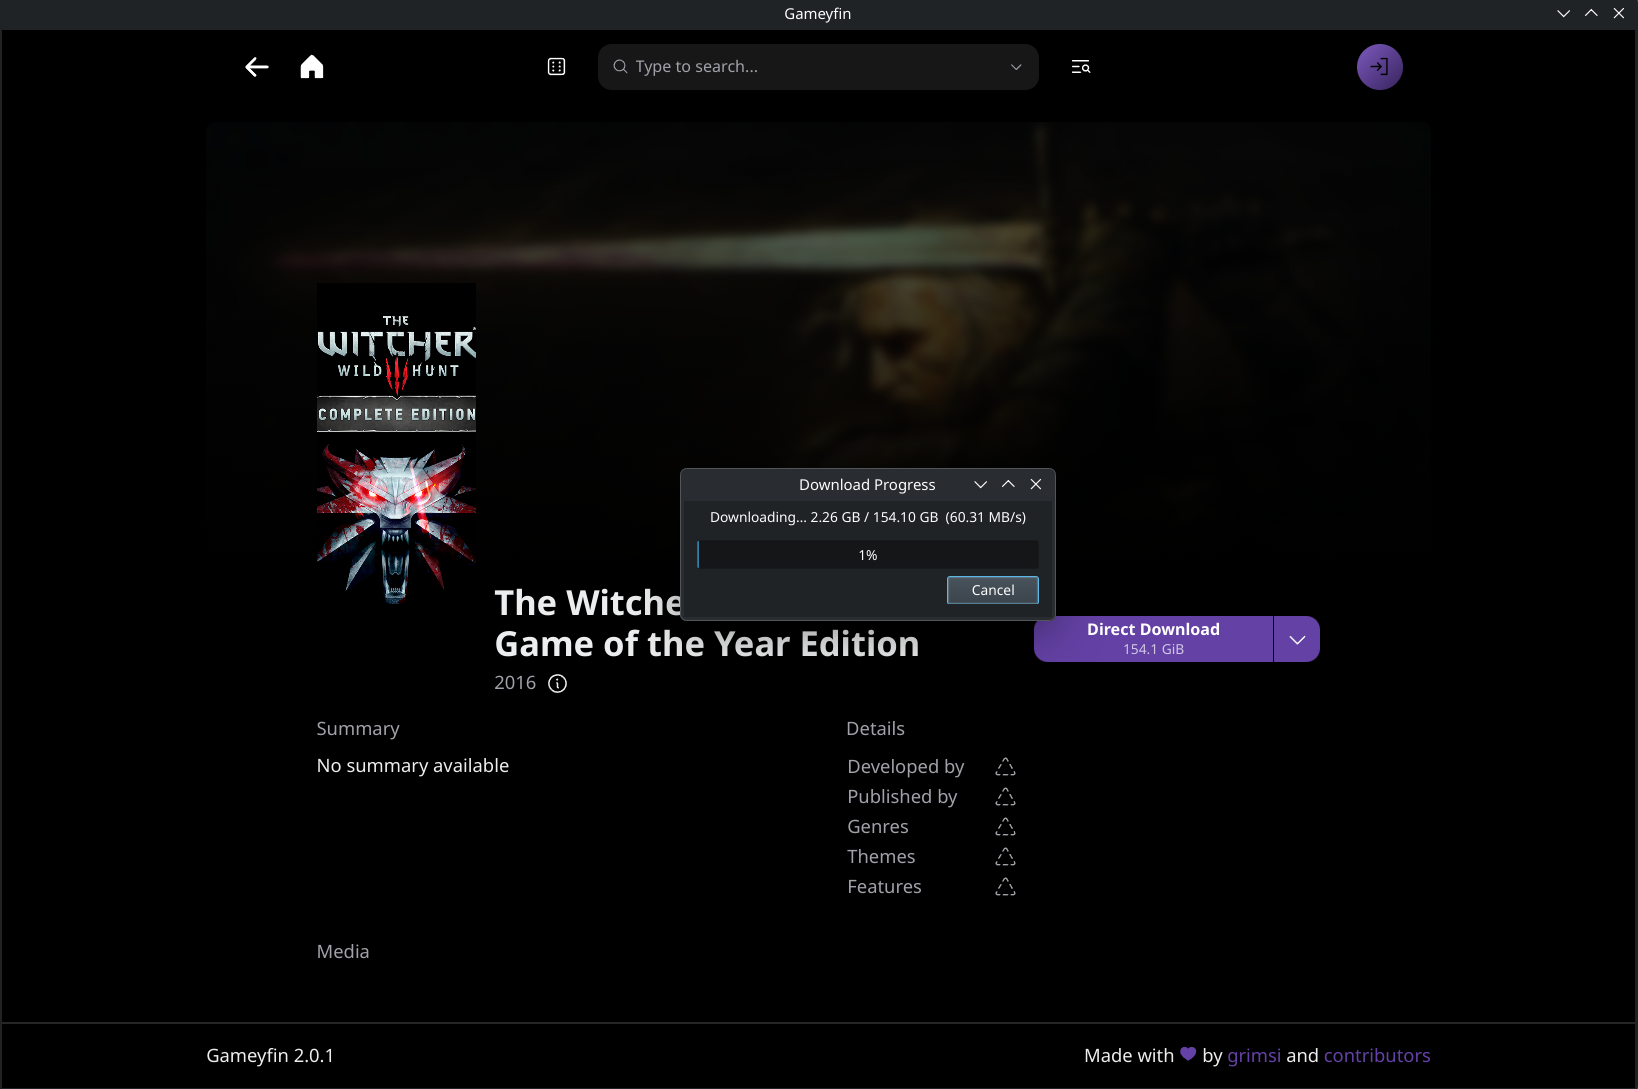 Gameyfin
Type to search...
THE
WITCHER
WILD HUNT
COMPLETE EDITION
Download Progress
Downloading... 2.26 GB / 154.10 GB (60.31 MB/s)
1%
Cancel
The Witche
Game of the Year Edition
2016
Direct Download
154.1 GiB
Summary
No summary available
Details
Developed by
Published by
Genres
Themes
Features
Media
Gameyfin 2.0.1
Made with by grimsi and contributors